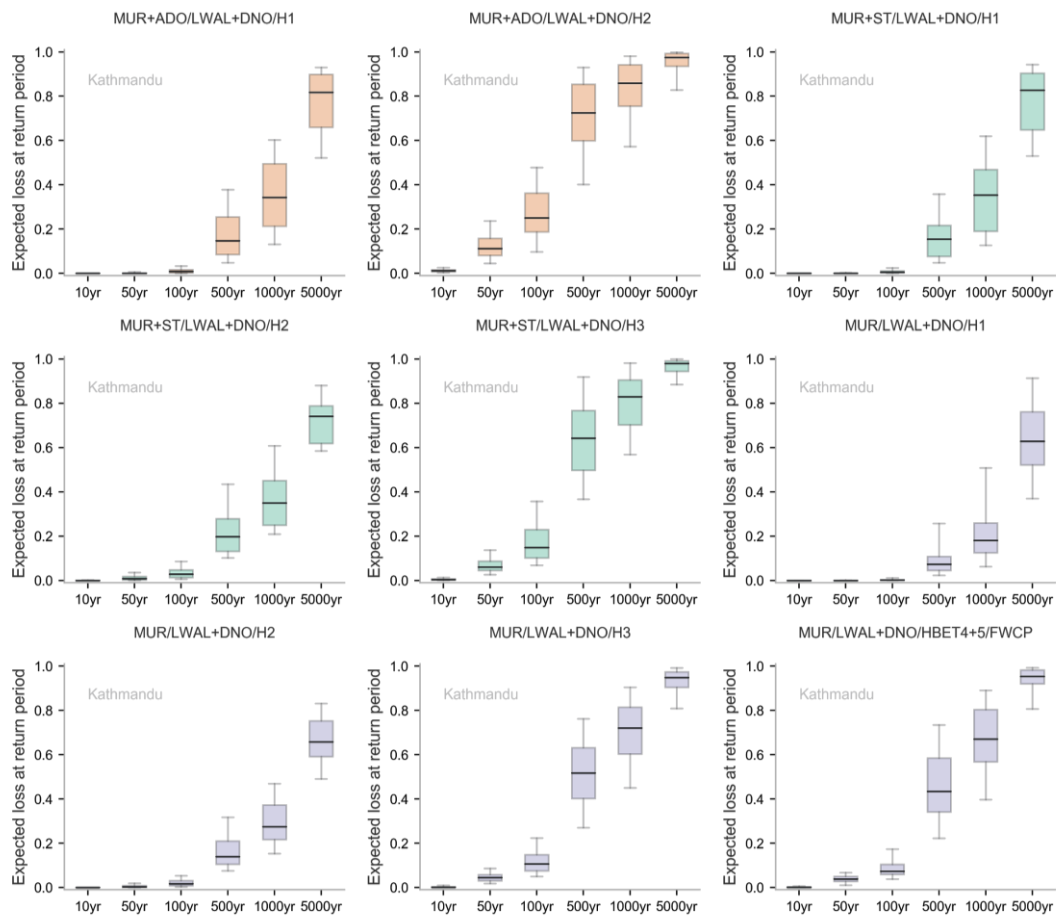 MUR+ADO/LWAL+DNO/H1
Expected loss at return period
1.0
0.8
0.6
0.4
0.2
0.0
Kathmandu
10yr 50yr 100yr 500yr 1000yr 5000yr
MUR+ADO/LWAL+DNO/H2
Expected loss at return period
1.0
0.8
0.6
0.4
0.2
0.0
Kathmandu
10yr 50yr 100yr 500yr 1000yr 5000yr
MUR+ST/LWAL+DNO/H1
Expected loss at return period
1.0
0.8
0.6
0.4
0.2
0.0
Kathmandu
10yr 50yr 100yr 500yr 1000yr 5000yr
MUR+ST/LWAL+DNO/H2
Expected loss at return period
1.0
0.8
0.6
0.4
0.2
0.0
Kathmandu
10yr 50yr 100yr 500yr 1000yr 5000yr
MUR+ST/LWAL+DNO/H3
Expected loss at return period
1.0
0.8
0.6
0.4
0.2
0.0
Kathmandu
10yr 50yr 100yr 500yr 1000yr 5000yr
MUR/LWAL+DNO/H1
Expected loss at return period
1.0
0.8
0.6
0.4
0.2
0.0
Kathmandu
10yr 50yr 100yr 500yr 1000yr 5000yr
MUR/LWAL+DNO/H2
Expected loss at return period
1.0
0.8
0.6
0.4
0.2
0.0
Kathmandu
10yr 50yr 100yr 500yr 1000yr 5000yr
MUR/LWAL+DNO/H3
Expected loss at return period
1.0
0.8
0.6
0.4
0.2
0.0
Kathmandu
10yr 50yr 100yr 500yr 1000yr 5000yr
MUR/LWAL+DNO/HBET4+5/FWCP
Expected loss at return period
1.0
0.8
0.6
0.4
0.2
0.0
Kathmandu
10yr 50yr 100yr 500yr 1000yr 5000yr